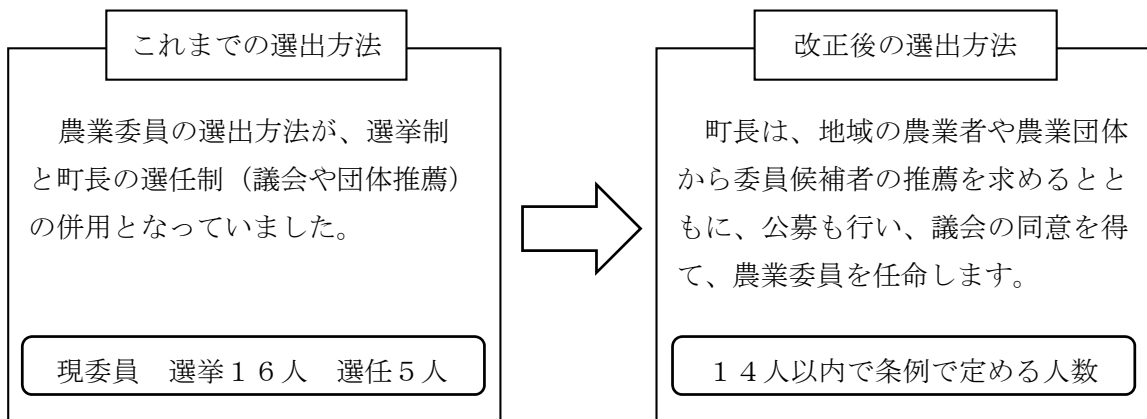 これまでの選出方法
　農業委員の選出方法が、選挙制
と町長の選任制（議会や団体推薦）
の併用となっていました。
現委員　選挙１６人　選任５人
改正後の選出方法
　町長は、地域の農業者や農業団体
から委員候補者の推薦を求めるとと
もに、公募も行い、議会の同意を得
て、農業委員を任命します。
１４人以内で条例で定める人数